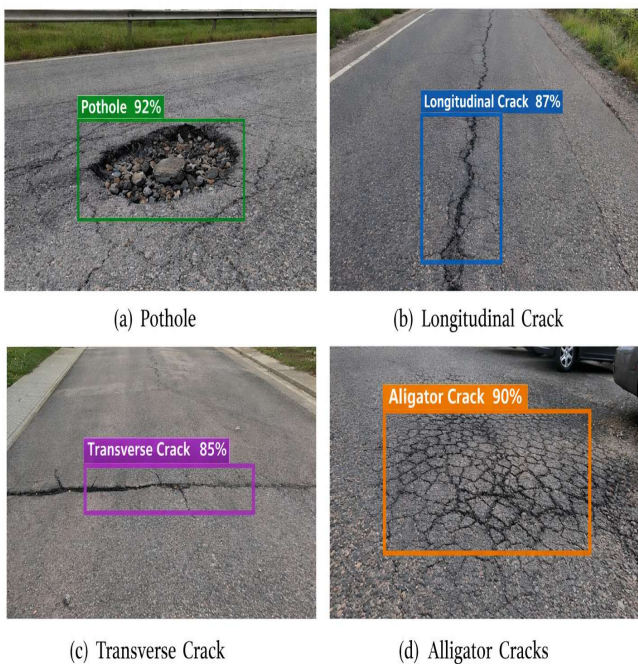 Pothole 92%
Longitudinal Crack 87%
(a) Pothole
(b) Longitudinal Crack
Transverse Crack 85%
Aligator Crack 90%
(c) Transverse Crack
(d) Alligator Cracks